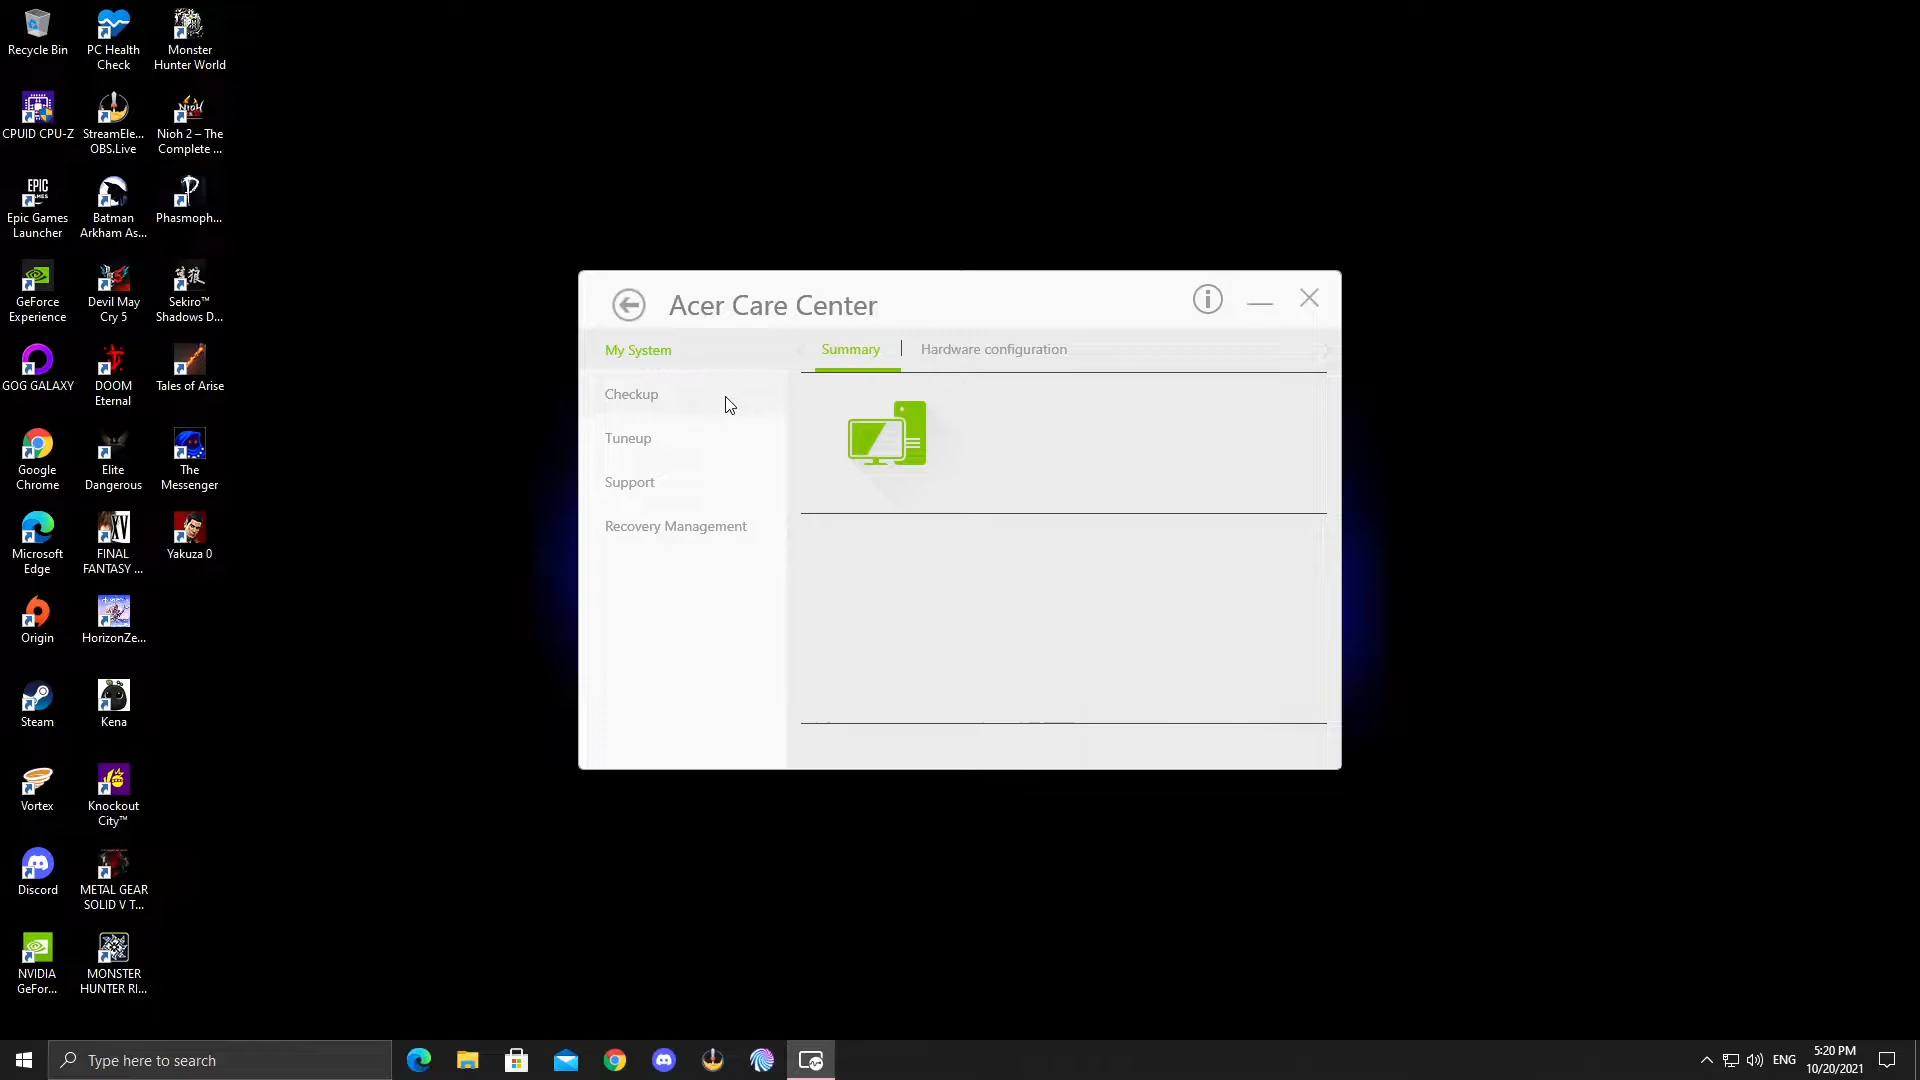 Recycle Bin
PC Health
Check
Monster
Hunter World
CPUID CPU-Z
StreamEle...
OBS.Live
Nioh 2 – The
Complete ...
Epic Games
Launcher
Batman
Arkham As...
Phasmoph...
GeForce
Experience
Devil May
Cry 5
Sekiro™
Shadows D...
GOG GALAXY
DOOM
Eternal
Tales of Arise
Google
Chrome
Elite
Dangerous
The
Messenger
Microsoft
Edge
FINAL
FANTASY ...
Yakuza 0
Origin
HorizonZe...
Steam
Kena
Vortex
Knockout
City™
Discord
METAL GEAR
SOLID V T...
NVIDIA
GeFor...
MONSTER
HUNTER RI...
Acer Care Center
My System
Summary
Hardware configuration
Checkup
Tuneup
Support
Recovery Management
Type here to search
ENG
5:20 PM
10/20/2021